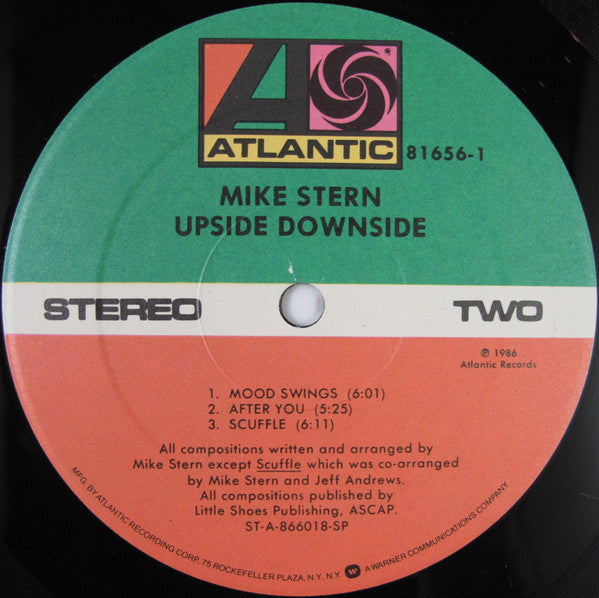 A
®
ATLANTIC
81656-1
MIKE STERN
UPSIDE DOWNSIDE
STEREO
TWO
℗ 1986
Atlantic Records
1. MOOD SWINGS (6:01)
2. AFTER YOU (5:25)
3. SCUFFLE (6:11)
All compositions written and arranged by
Mike Stern except Scuffle which was co-arranged
by Mike Stern and Jeff Andrews.
All compositions published by
Little Shoes Publishing, ASCAP.
ST-A-866018-SP
MFG. BY ATLANTIC RECORDING CORP. 75 ROCKEFELLER PLAZA, N.Y., N.Y. W A WARNER COMMUNICATIONS COMPANY